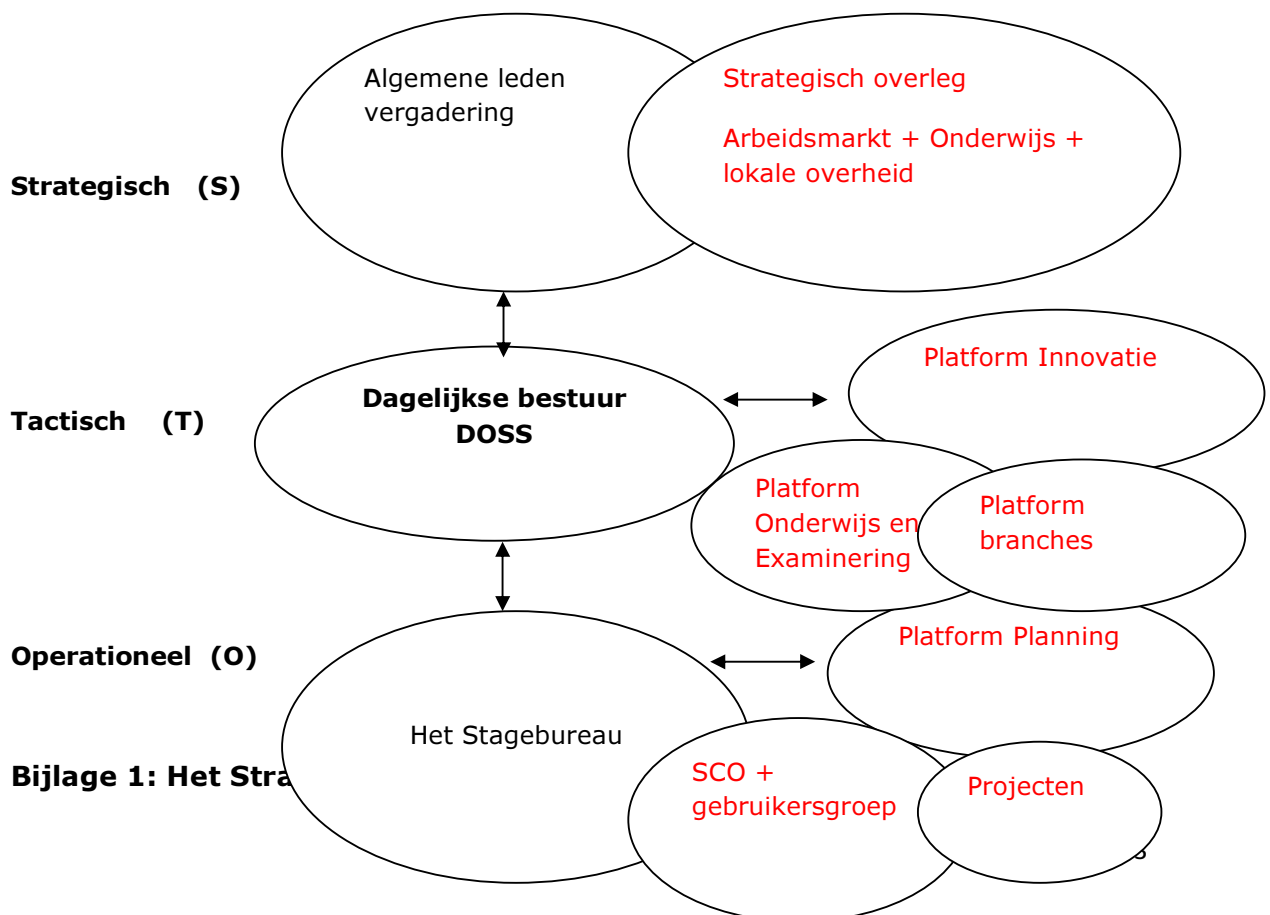 Algemene leden
vergadering
Strategisch overleg
Arbeidsmarkt + Onderwijs +
lokale overheid
Strategisch (S)
Platform Innovatie
Dagelijkse bestuur
DOSS
Tactisch (T)
Platform
Onderwijs en
Examinering
Platform
branches
Platform Planning
Operationeel (O)
Het Stagebureau
Bijlage 1: Het
SCO +
gebruikersgroep
Projecten